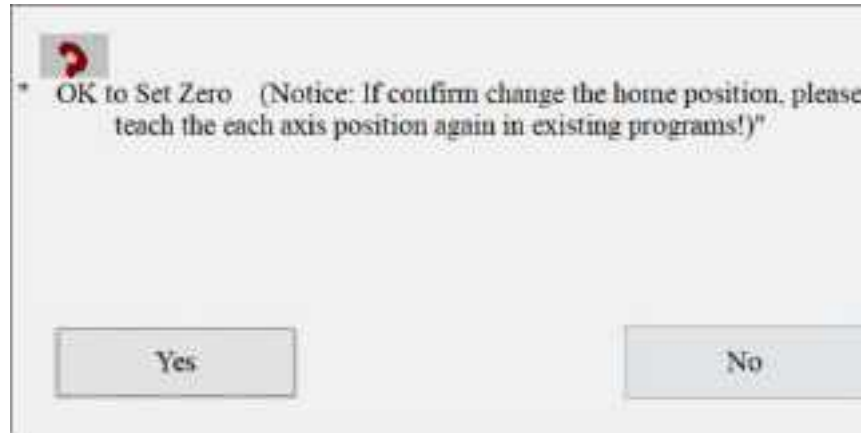 " OK to Set Zero (Notice: If confirm change the home position, please
teach the each axis position again in existing programs!)"
Yes No